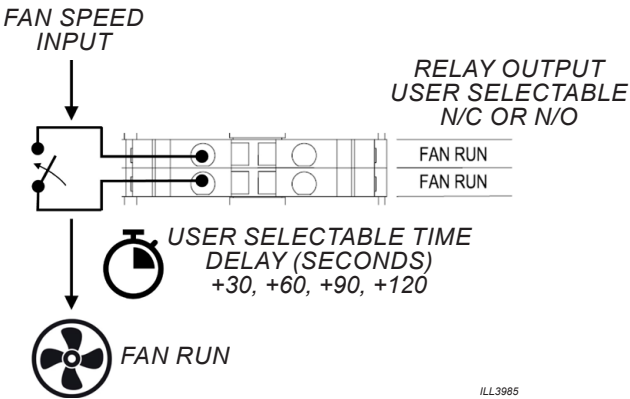 FAN SPEED
INPUT
RELAY OUTPUT
USER SELECTABLE
N/C OR N/O
FAN RUN
FAN RUN
USER SELECTABLE TIME
DELAY (SECONDS)
+30, +60, +90, +120
FAN RUN
ILL3985